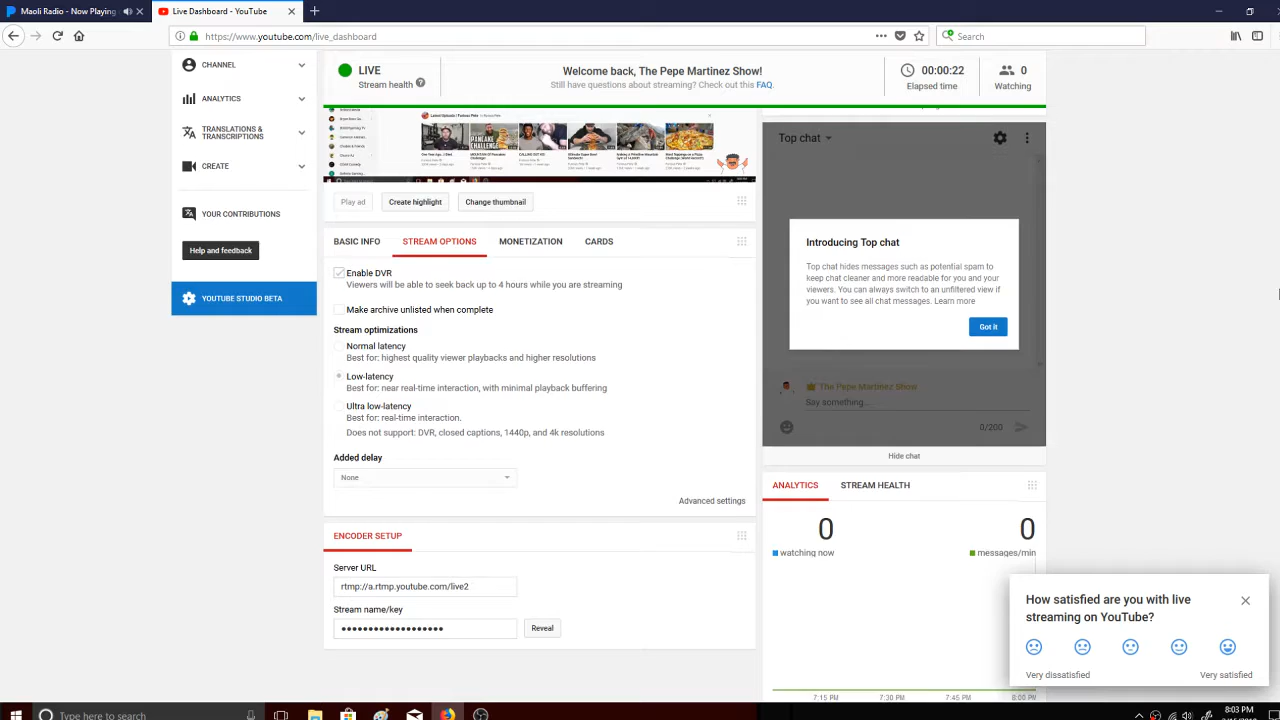 Maoli Radio - Now Playing
Live Dashboard - YouTube
https://www.youtube.com/live_dashboard
Search
CHANNEL
ANALYTICS
TRANSLATIONS &
TRANSCRIPTIONS
CREATE
YOUR CONTRIBUTIONS
Help and feedback
YOUTUBE STUDIO BETA
LIVE
Stream health
Welcome back, The Pepe Martinez Show!
Still have questions about streaming? Check out this FAQ.
00:00:22
Elapsed time
0
Watching
PANCAKE
CHALLENGE
Play ad
Create highlight
Change thumbnail
BASIC INFO
STREAM OPTIONS
MONETIZATION
CARDS
Enable DVR
Viewers will be able to seek back up to 4 hours while you are streaming
Make archive unlisted when complete
Stream optimizations
Normal latency
Best for: highest quality viewer playbacks and higher resolutions
Low-latency
Best for: near real-time interaction, with minimal playback buffering
Ultra low-latency
Best for: real-time interaction.
Does not support: DVR, closed captions, 1440p, and 4k resolutions
Added delay
None
Advanced settings
ENCODER SETUP
Server URL
rtmp://a.rtmp.youtube.com/live2
Stream name/key
Reveal
Top chat
Introducing Top chat
Top chat hides messages such as potential spam to
keep chat cleaner and more readable for you and your
viewers. You can always switch to an unfiltered view if
you want to see all chat messages. Learn more
Got it
The Pepe Martinez Show
Say something...
0/200
Hide chat
ANALYTICS
STREAM HEALTH
0
watching now
0
messages/min
7:15 PM
7:30 PM
7:45 PM
8:00 PM
How satisfied are you with live
streaming on YouTube?
Very dissatisfied
Very satisfied
Type here to search
8:03 PM